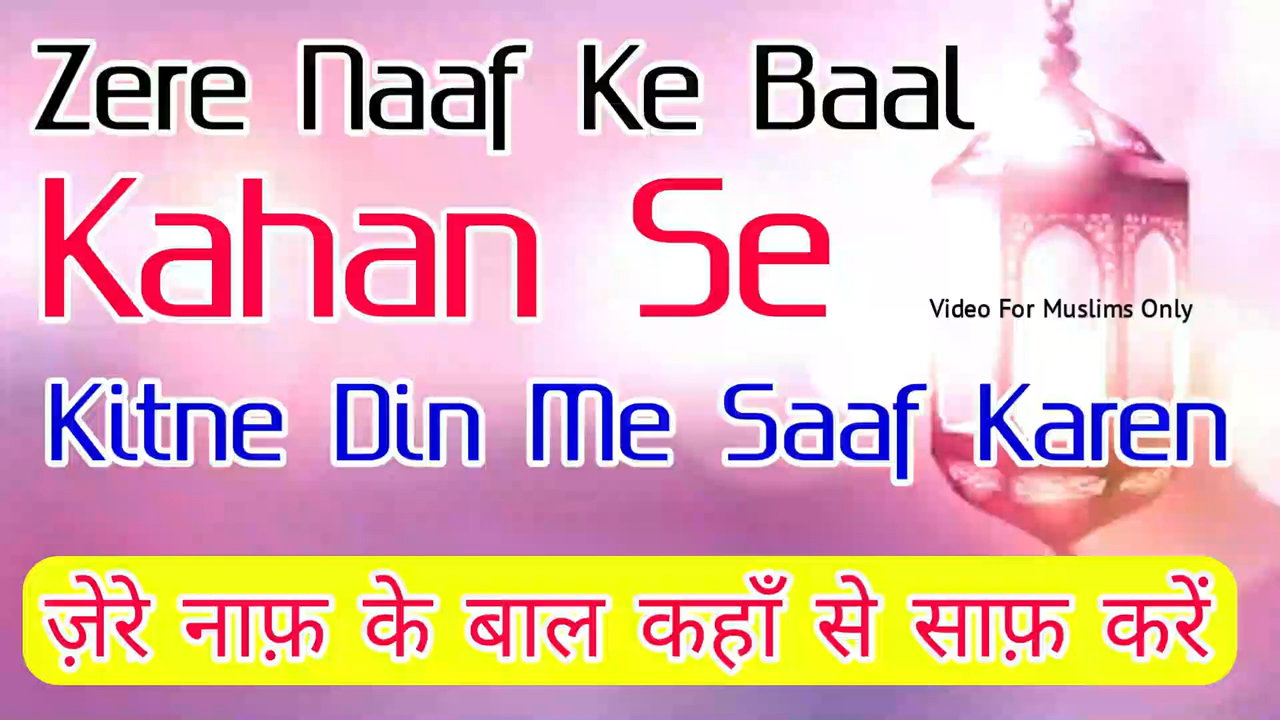 Zere Naaf Ke Baal
Kahan Se
Video For Muslims Only
Kitne Din Me Saaf Karen
ज़ेरे नाफ़ के बाल कहाँ से साफ़ करें